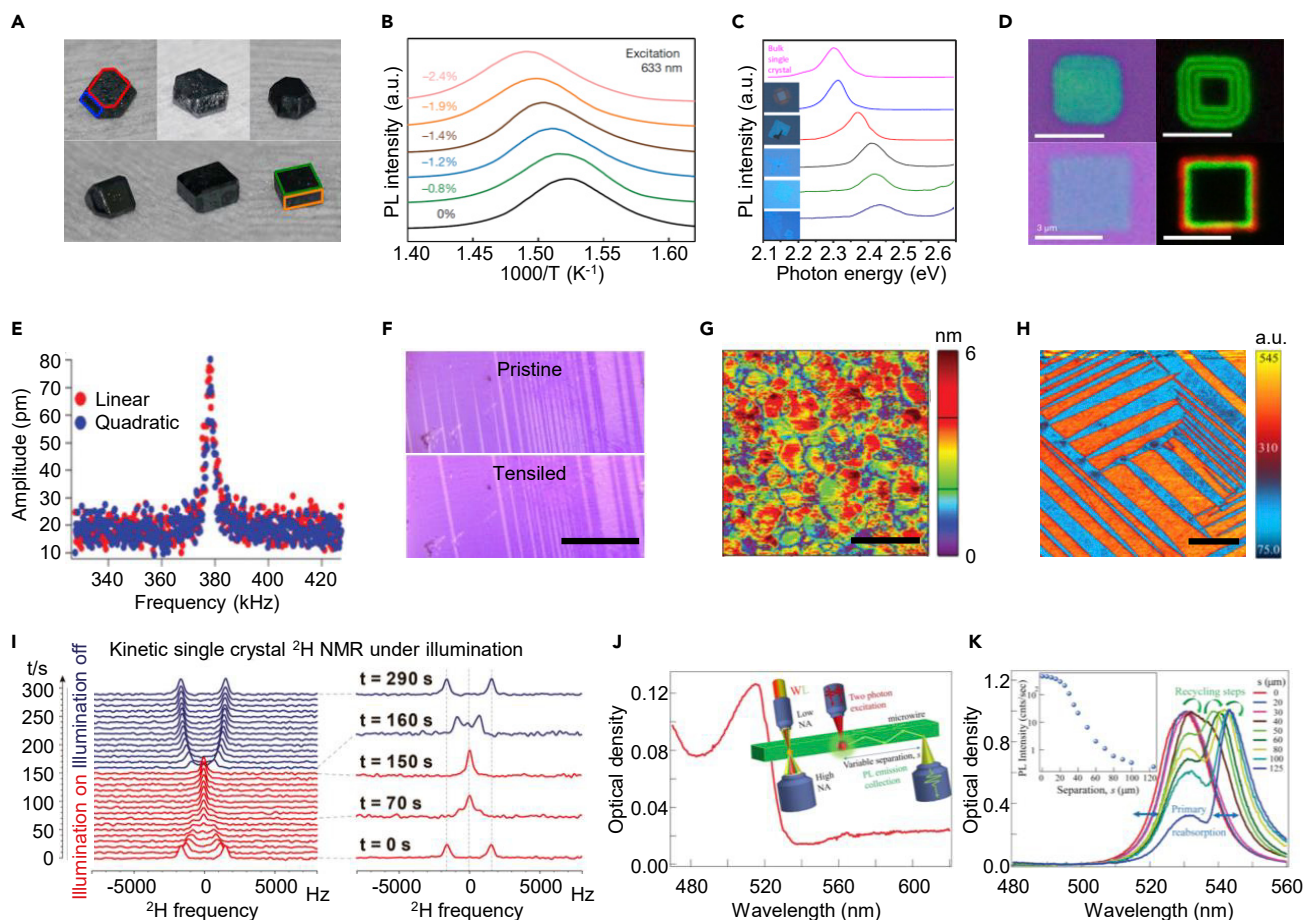 A
B
PL intensity (a.u.)
Excitation
633 nm
−2.4%
−1.9%
−1.4%
−1.2%
−0.8%
0%
1.40 1.45 1.50 1.55 1.60
1000/T (K⁻¹)
C
PL intensity (a.u.)
Bulk
single
crystal
2.1 2.2 2.3 2.4 2.5 2.6
Photon energy (eV)
D
3 μm
E
Amplitude (pm)
80
70
60
50
40
30
20
10
Linear
Quadratic
340 360 380 400 420
Frequency (kHz)
F
Pristine
Tensiled
G
nm
6
0
H
a.u.
545
310
75.0
I
Kinetic single crystal ²H NMR under illumination
Illumination on Illumination off
t/s
300
250
200
150
100
50
0
-5000 0 5000 Hz
²H frequency
t = 290 s
t = 160 s
t = 150 s
t = 70 s
t = 0 s
-5000 0 5000 Hz
²H frequency
J
Optical density
0.12
0.08
0.04
0.00
WL
Low
NA
High
NA
Two photon
excitation
microwire
Variable separation, s
PL emission
collection
480 520 560 600
Wavelength (nm)
K
Optical density
1.2
0.8
0.4
0.0
PL Intensity (cnts/sec)
10
1
0 20 40 60 80 100 120
Separation, s (μm)
Recycling steps
Primary
reabsorption
s (μm)
0
20
30
40
50
60
80
100
125
480 500 520 540 560
Wavelength (nm)